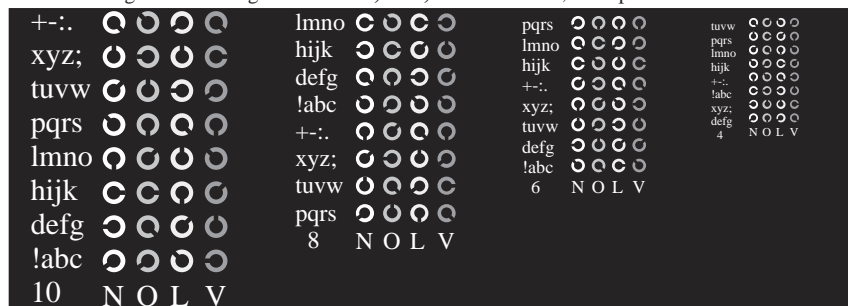 +-:.
xyz;
tuvw
pqrs
lmno
hijk
defg
!abc
10 N O L V
lmno
hijk
defg
!abc
+-:.
xyz;
tuvw
pqrs
8 N O L V
pqrs
lmno
hijk
+-:.
xyz;
tuvw
defg
!abc
6 N O L V
tuvw
pqrs
lmno
hijk
+-:.
!abc
xyz;
defg
4 N O L V